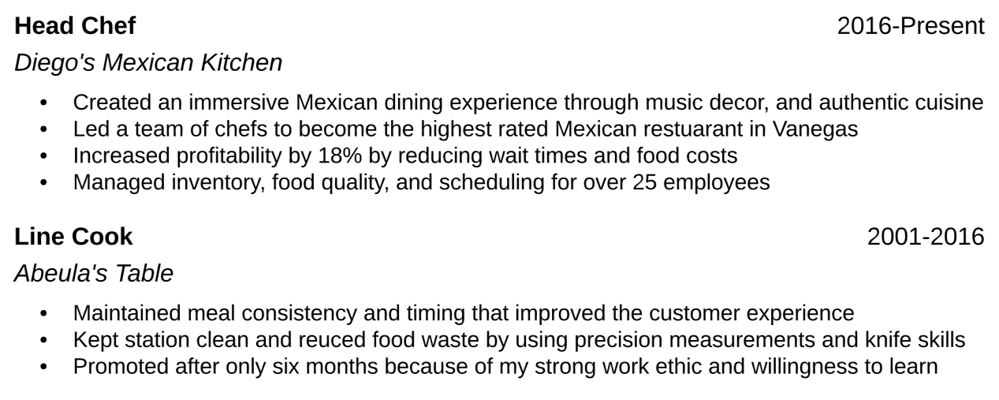 Head Chef 2016-Present
Diego's Mexican Kitchen
• Created an immersive Mexican dining experience through music decor, and authentic cuisine
• Led a team of chefs to become the highest rated Mexican restuarant in Vanegas
• Increased profitability by 18% by reducing wait times and food costs
• Managed inventory, food quality, and scheduling for over 25 employees
Line Cook 2001-2016
Abeula's Table
• Maintained meal consistency and timing that improved the customer experience
• Kept station clean and reuced food waste by using precision measurements and knife skills
• Promoted after only six months because of my strong work ethic and willingness to learn